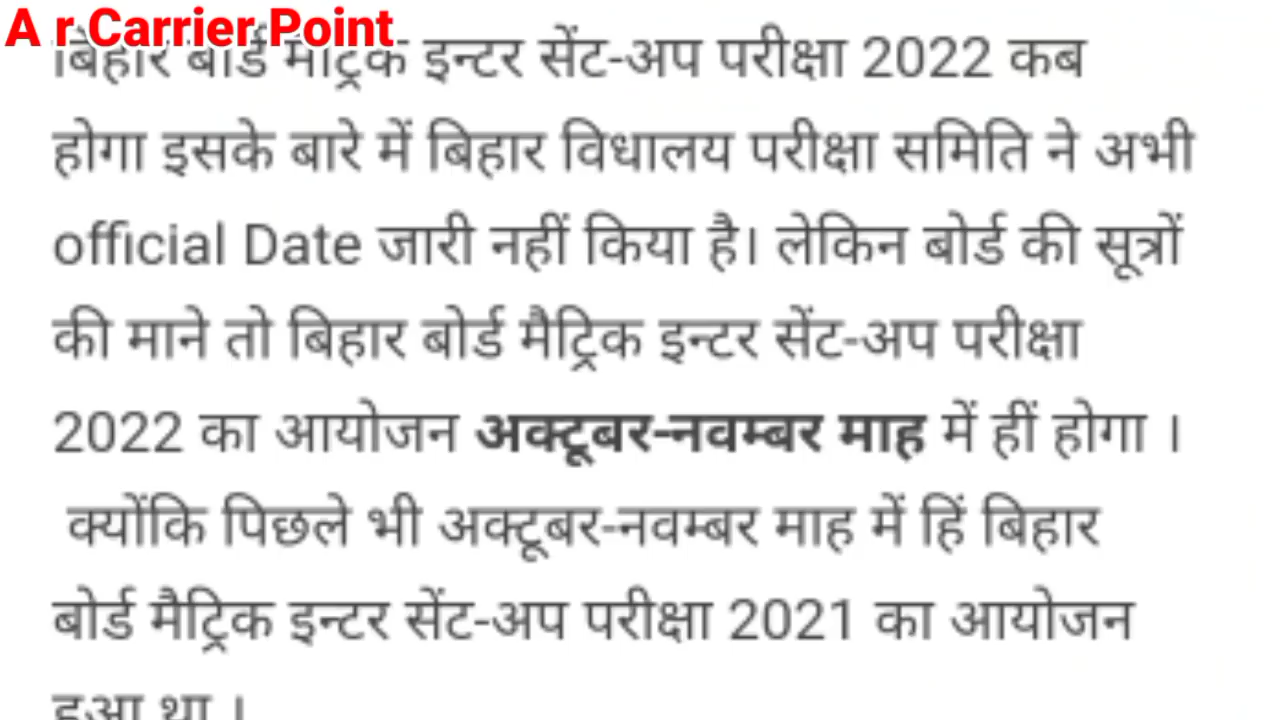 A r Carrier Point
बिहार बोर्ड मैट्रिक इन्टर सेंट-अप परीक्षा 2022 कब
होगा इसके बारे में बिहार विधालय परीक्षा समिति ने अभी
official Date जारी नहीं किया है। लेकिन बोर्ड की सूत्रों
की माने तो बिहार बोर्ड मैट्रिक इन्टर सेंट-अप परीक्षा
2022 का आयोजन अक्टूबर-नवम्बर माह में हीं होगा ।
क्योंकि पिछले भी अक्टूबर-नवम्बर माह में हिं बिहार
बोर्ड मैट्रिक इन्टर सेंट-अप परीक्षा 2021 का आयोजन
हुआ था ।